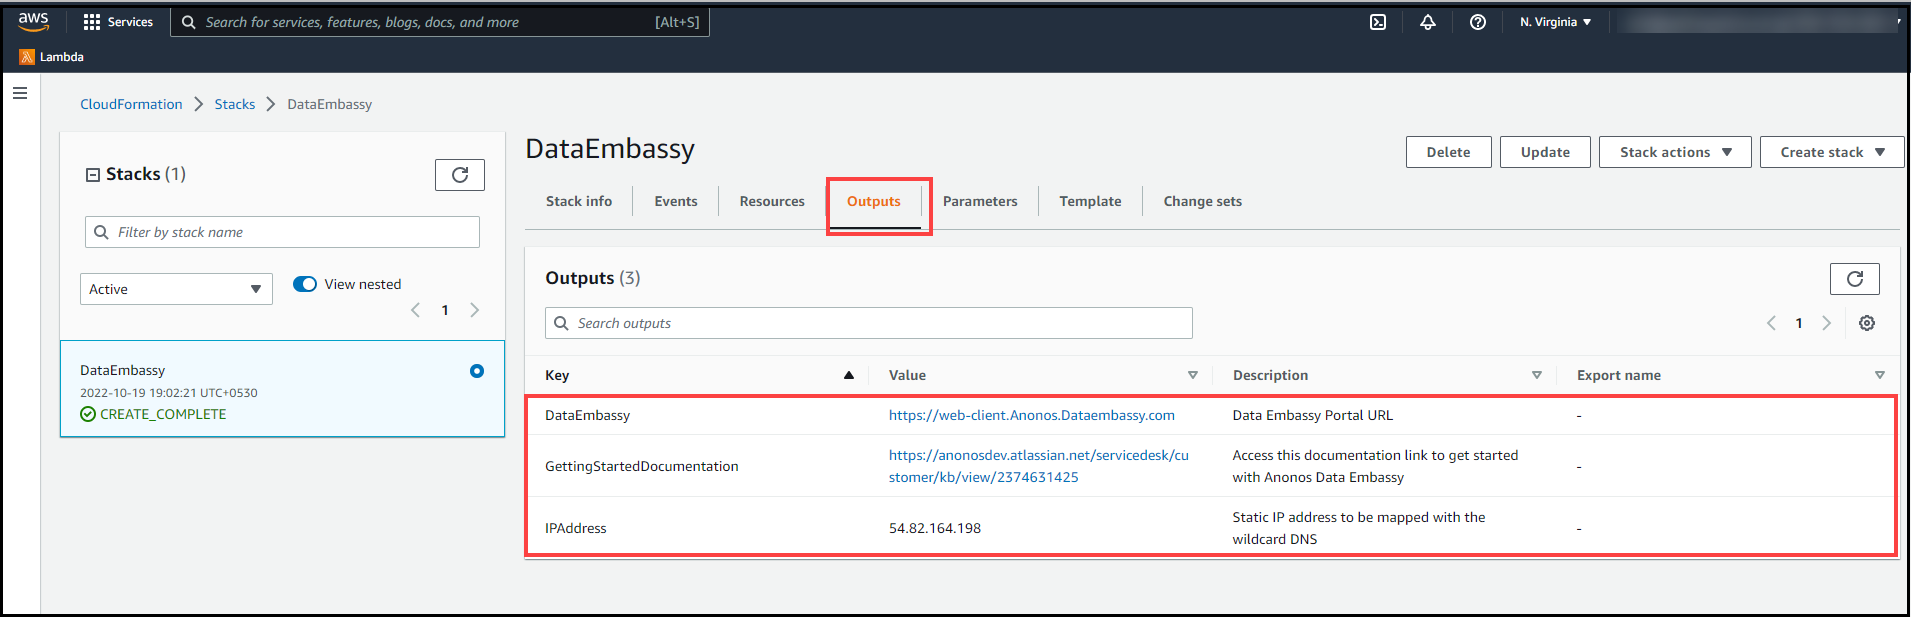 aws
Services
Search for services, features, blogs, docs, and more
[Alt+S]
N. Virginia
Lambda
CloudFormation
Stacks
DataEmbassy
Stacks (1)
Filter by stack name
Active
View nested
1
DataEmbassy
2022-10-19 19:02:21 UTC+0530
CREATE_COMPLETE
DataEmbassy
Delete
Update
Stack actions
Create stack
Stack info
Events
Resources
Outputs
Parameters
Template
Change sets
Outputs (3)
Search outputs
1
Key
Value
Description
Export name
DataEmbassy
https://web-client.Anonos.Dataembassy.com
Data Embassy Portal URL
-
GettingStartedDocumentation
https://anonosdev.atlassian.net/servicedesk/cu
stomer/kb/view/2374631425
Access this documentation link to get started
with Anonos Data Embassy
-
IPAddress
54.82.164.198
Static IP address to be mapped with the
wildcard DNS
-